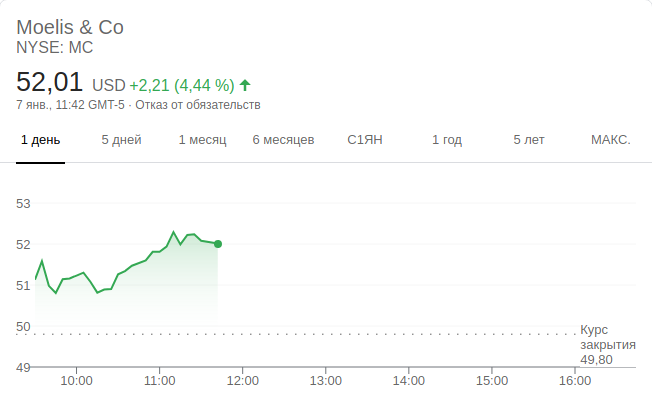 Moelis & Co
NYSE: MC
52,01 USD +2,21 (4,44 %)
7 янв., 11:42 GMT-5 · Отказ от обязательств
1 день 5 дней 1 месяц 6 месяцев С1ЯН 1 год 5 лет МАКС.
53
52
51
50
Курс
закрытия
49,80
49
10:00 11:00 12:00 13:00 14:00 15:00 16:00